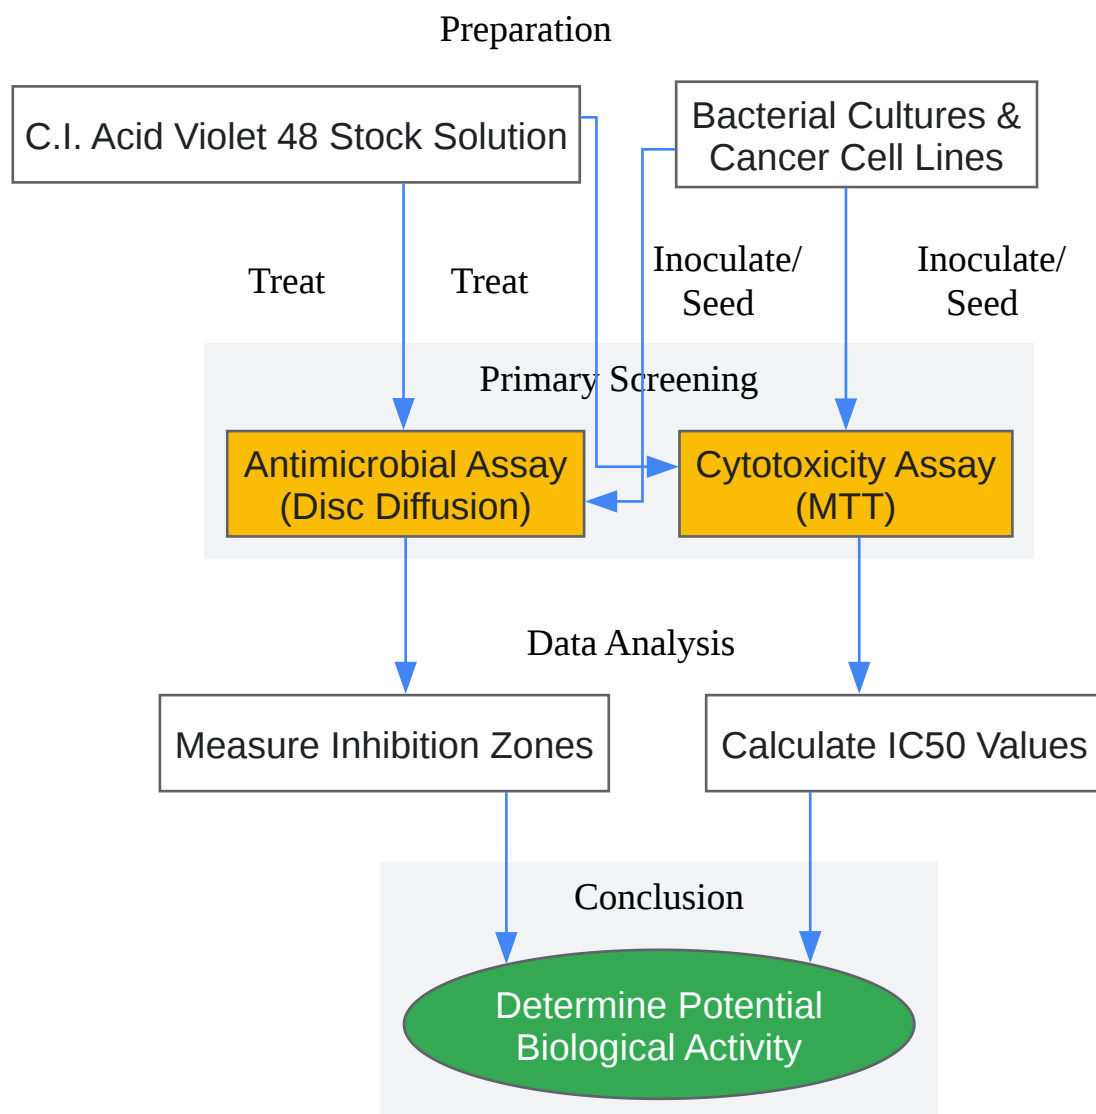 Preparation
C.I. Acid Violet 48 Stock Solution
Bacterial Cultures &
Cancer Cell Lines
Treat
Treat
Inoculate/
Seed
Inoculate/
Seed
Primary Screening
Antimicrobial Assay
(Disc Diffusion)
Cytotoxicity Assay
(MTT)
Data Analysis
Measure Inhibition Zones
Calculate IC50 Values
Conclusion
Determine Potential
Biological Activity